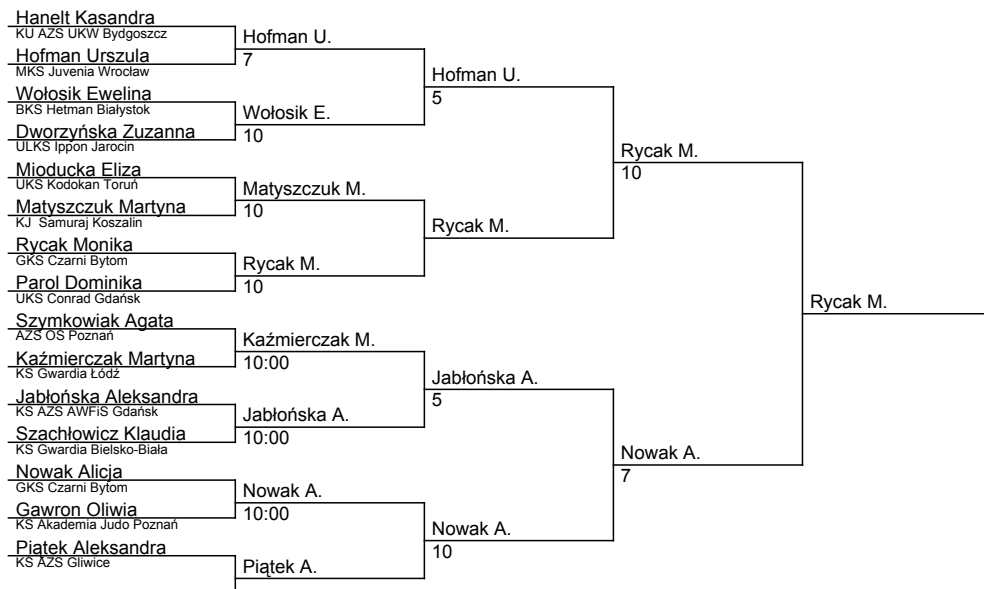 Hanelt Kasandra
KU AZS UKW Bydgoszcz
Hofman Urszula
MKS Juvenia Wrocław
Wołosik Ewelina
BKS Hetman Białystok
Dworzyńska Zuzanna
ULKS Ippon Jarocin
Mioducka Eliza
UKS Kodokan Toruń
Matyszczuk Martyna
KJ  Samuraj Koszalin
Rycak Monika
GKS Czarni Bytom
Parol Dominika
UKS Conrad Gdańsk
Szymkowiak Agata
AZS OŚ Poznań
Kaźmierczak Martyna
KS Gwardia Łódź
Jabłońska Aleksandra
KS AZS AWFiS Gdańsk
Szachłowicz Klaudia
KS Gwardia Bielsko-Biała
Nowak Alicja
GKS Czarni Bytom
Gawron Oliwia
KS Akademia Judo Poznań
Piątek Aleksandra
KS AZS Gliwice
Hofman U.
7
Wołosik E.
10
Matyszczuk M.
10
Rycak M.
10
Kaźmierczak M.
10:00
Jabłońska A.
10:00
Nowak A.
10:00
Piątek A.
Hofman U.
5
Rycak M.
Jabłońska A.
5
Nowak A.
10
Rycak M.
10
Nowak A.
7
Rycak M.